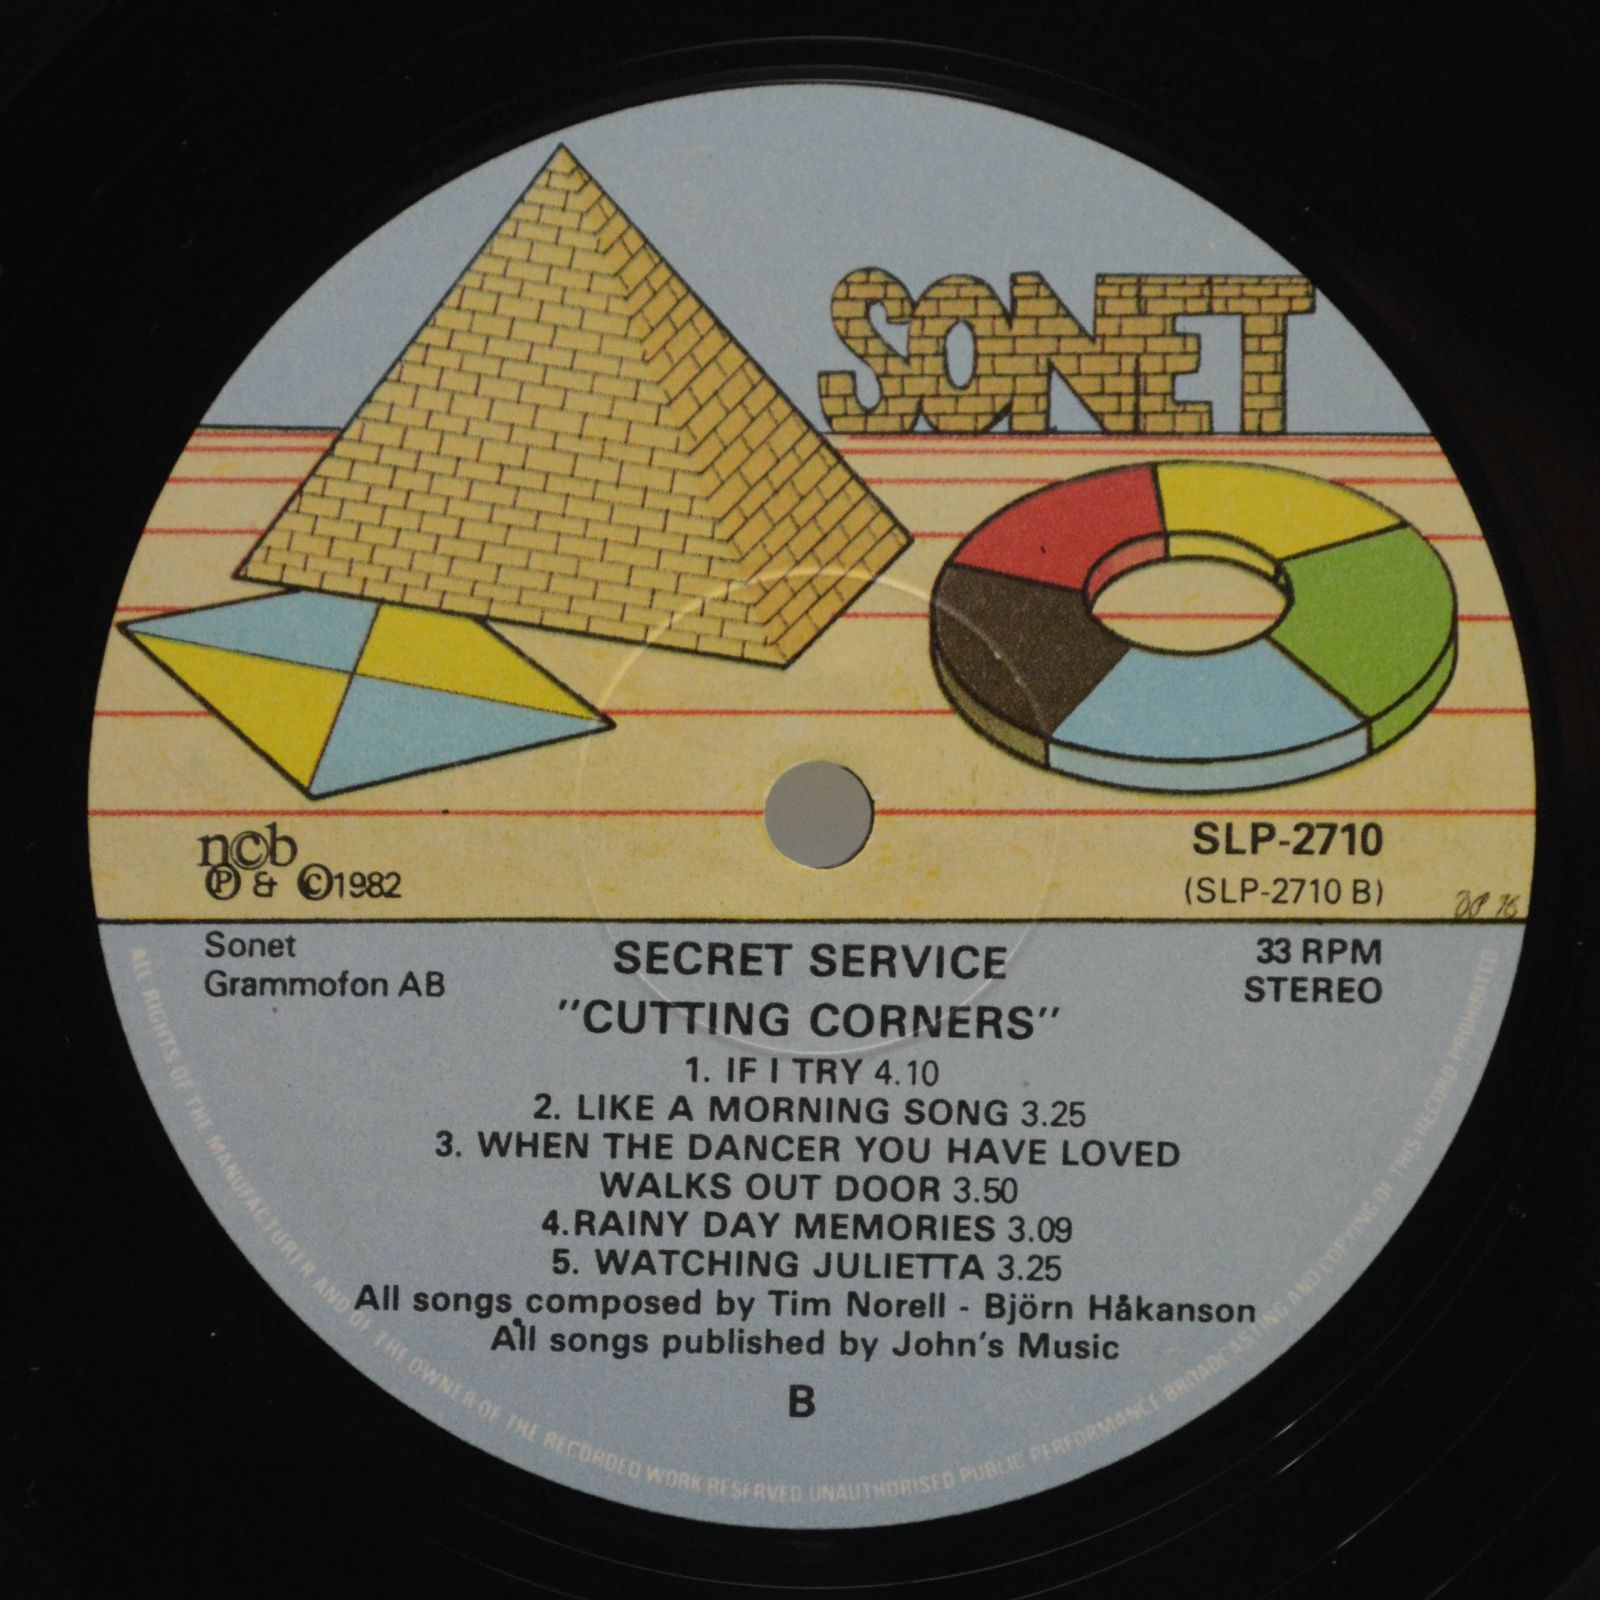 SONET
ncb
Ⓟ & ©1982
SLP-2710
(SLP-2710 B)
Sonet
Grammofon AB
33 RPM
STEREO
SECRET SERVICE
"CUTTING CORNERS"
1. IF I TRY 4.10
2. LIKE A MORNING SONG 3.25
3. WHEN THE DANCER YOU HAVE LOVED
WALKS OUT DOOR 3.50
4.RAINY DAY MEMORIES 3.09
5. WATCHING JULIETTA 3.25
All songs composed by Tim Norell - Björn Håkanson
All songs published by John's Music
B
ALL RIGHTS OF THE MANUFACTURER AND OF THE OWNER OF THE RECORDED WORK RESERVED UNAUTHORISED PUBLIC PERFORMANCE BROADCASTING AND COPYING OF THIS RECORD PROHIBITED